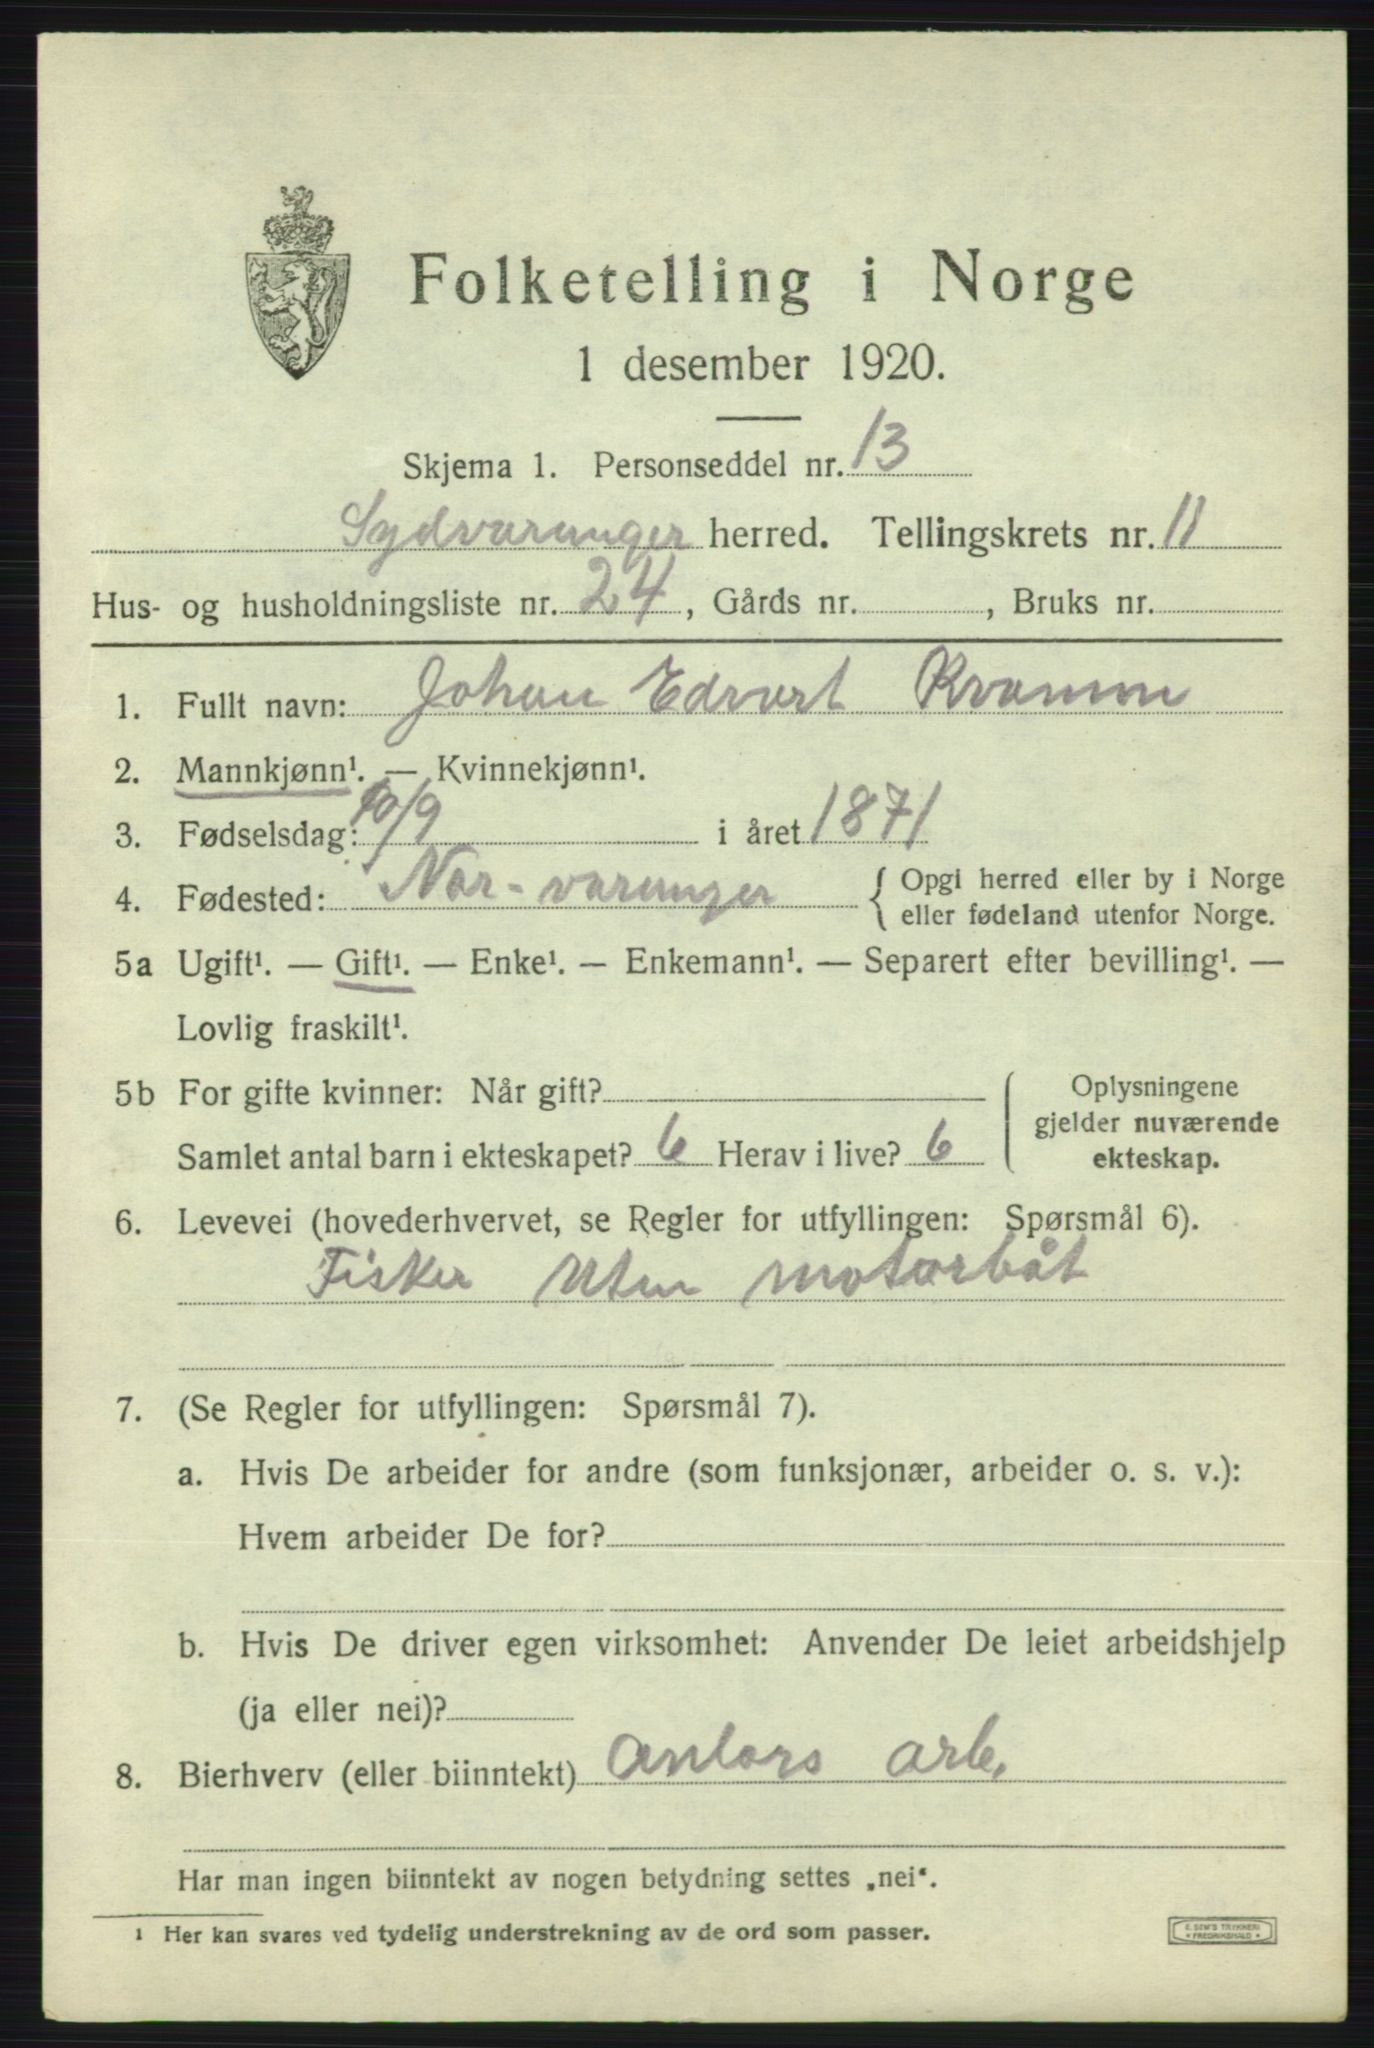 Folketelling i Norge
1 desember 1920.
Skjema 1. Personseddel nr. 13
Sydvaranger herred. Tellingskrets nr. 11
Hus- og husholdningsliste nr. 24, Gårds nr. , Bruks nr.
1. Fullt navn: Johan Edvart Kvamm
2. Mannkjønn¹. — Kvinnekjønn¹.
3. Fødselsdag: 10/9 i året 1871
4. Fødested: Nor-varanger { Opgi herred eller by i Norge
eller fødeland utenfor Norge.
5a Ugift¹. — Gift¹. — Enke¹. — Enkemann¹. — Separert efter bevilling¹. —
Lovlig fraskilt¹.
5b For gifte kvinner: Når gift?
Samlet antal barn i ekteskapet? 6 Herav i live? 6
Oplysningene
gjelder nuværende
ekteskap.
6. Levevei (hovederhvervet, se Regler for utfyllingen: Spørsmål 6).
Fisker Uten motorbåt
7. (Se Regler for utfyllingen: Spørsmål 7).
a. Hvis De arbeider for andre (som funksjonær, arbeider o. s. v.):
Hvem arbeider De for?
b. Hvis De driver egen virksomhet: Anvender De leiet arbeidshjelp
(ja eller nei)?
8. Bierhverv (eller biinntekt) anlærs arb.
Har man ingen biinntekt av nogen betydning settes „nei“.
1 Her kan svares ved tydelig understrekning av de ord som passer.
E. SEM'S TRYKKERI
* FREDRIKSHALD *